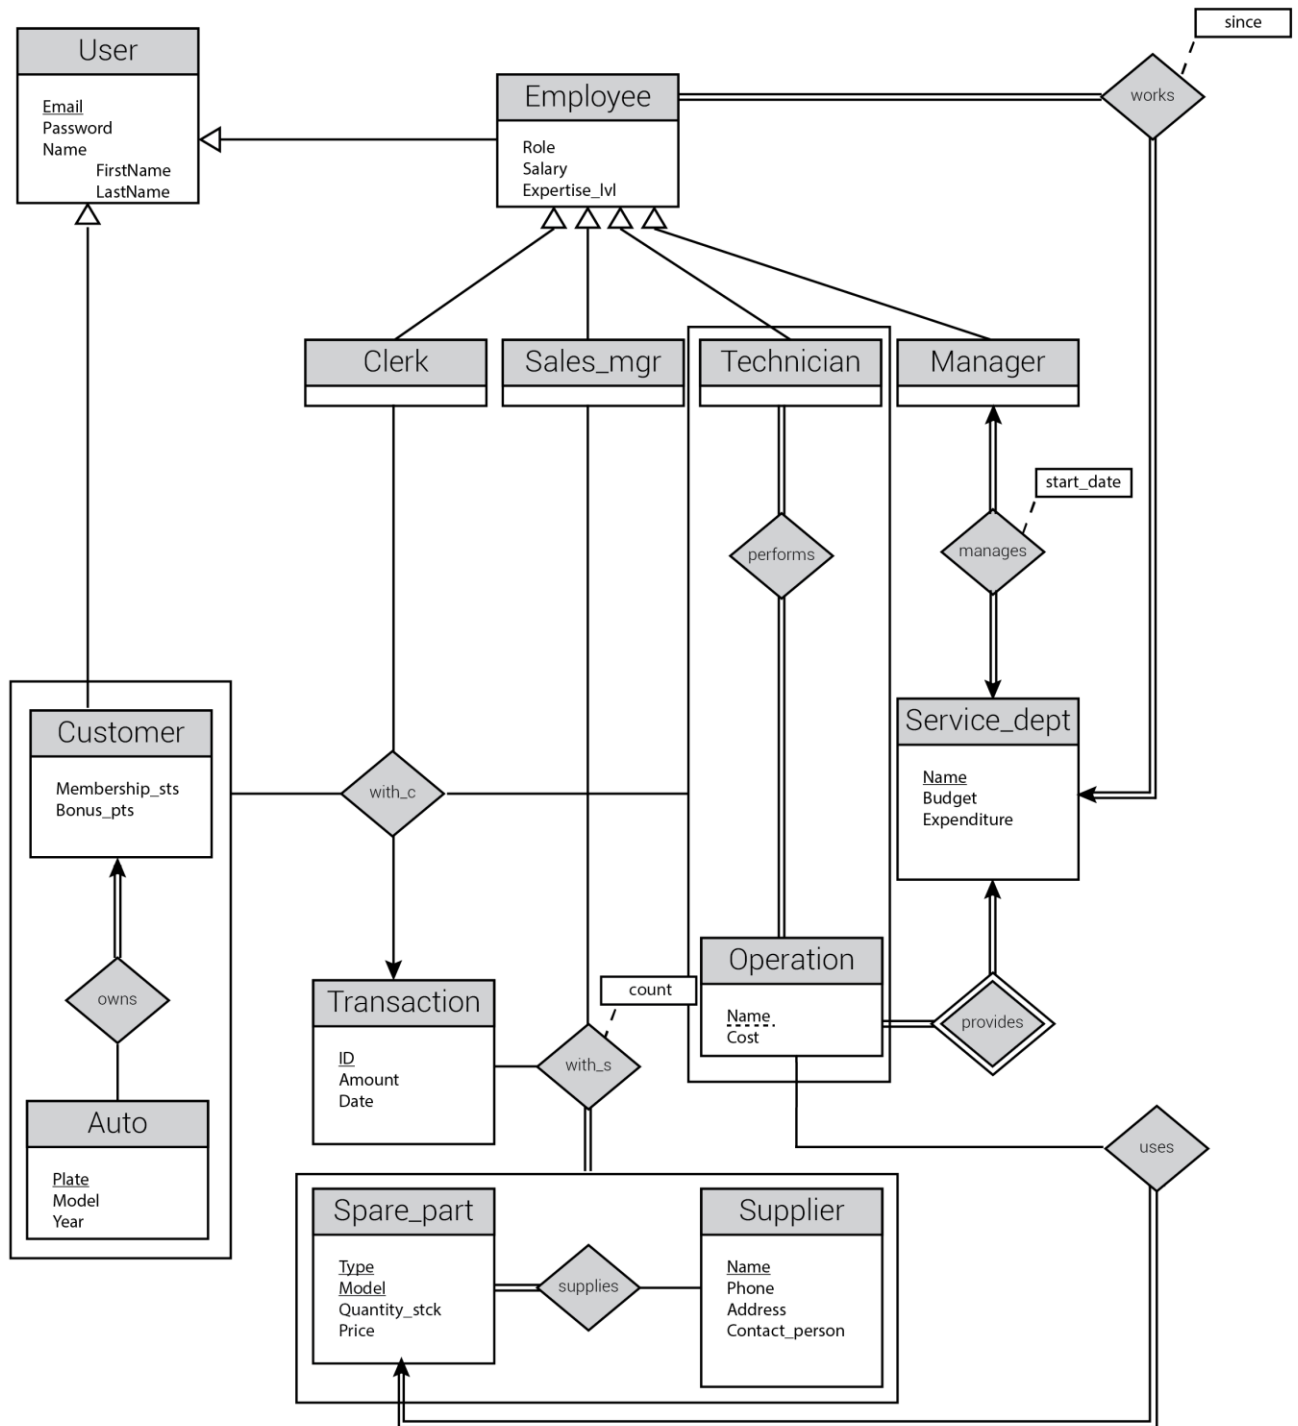 since
User
Email
Password
Name
FirstName
LastName
Employee
Role
Salary
Expertise_lvl
works
Clerk
Sales_mgr
Technician
Manager
start_date
performs
manages
Customer
Membership_sts
Bonus_pts
with_c
Service_dept
Name
Budget
Expenditure
owns
Transaction
ID
Amount
Date
count
with_s
Operation
Name
Cost
provides
Auto
Plate
Model
Year
uses
Spare_part
Type
Model
Quantity_stck
Price
supplies
Supplier
Name
Phone
Address
Contact_person